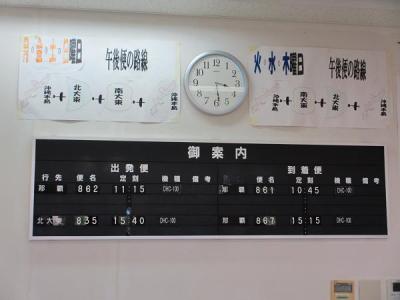 土 日曜日
午後便の路線
沖縄本島 北大東 南大東 沖縄本島
火・水・木曜日 午後便の路線
沖縄本島 南大東 北大東 沖縄本島
御案内
出発便 到着便
行先 便名 定刻 機種 備考 便名 定刻 機種 備考
那覇 862 11:15 DHC-100 那覇 861 10:45 DHC-100
北大東 835 15:40 DHC-100 那覇 867 15:15 DHC-100